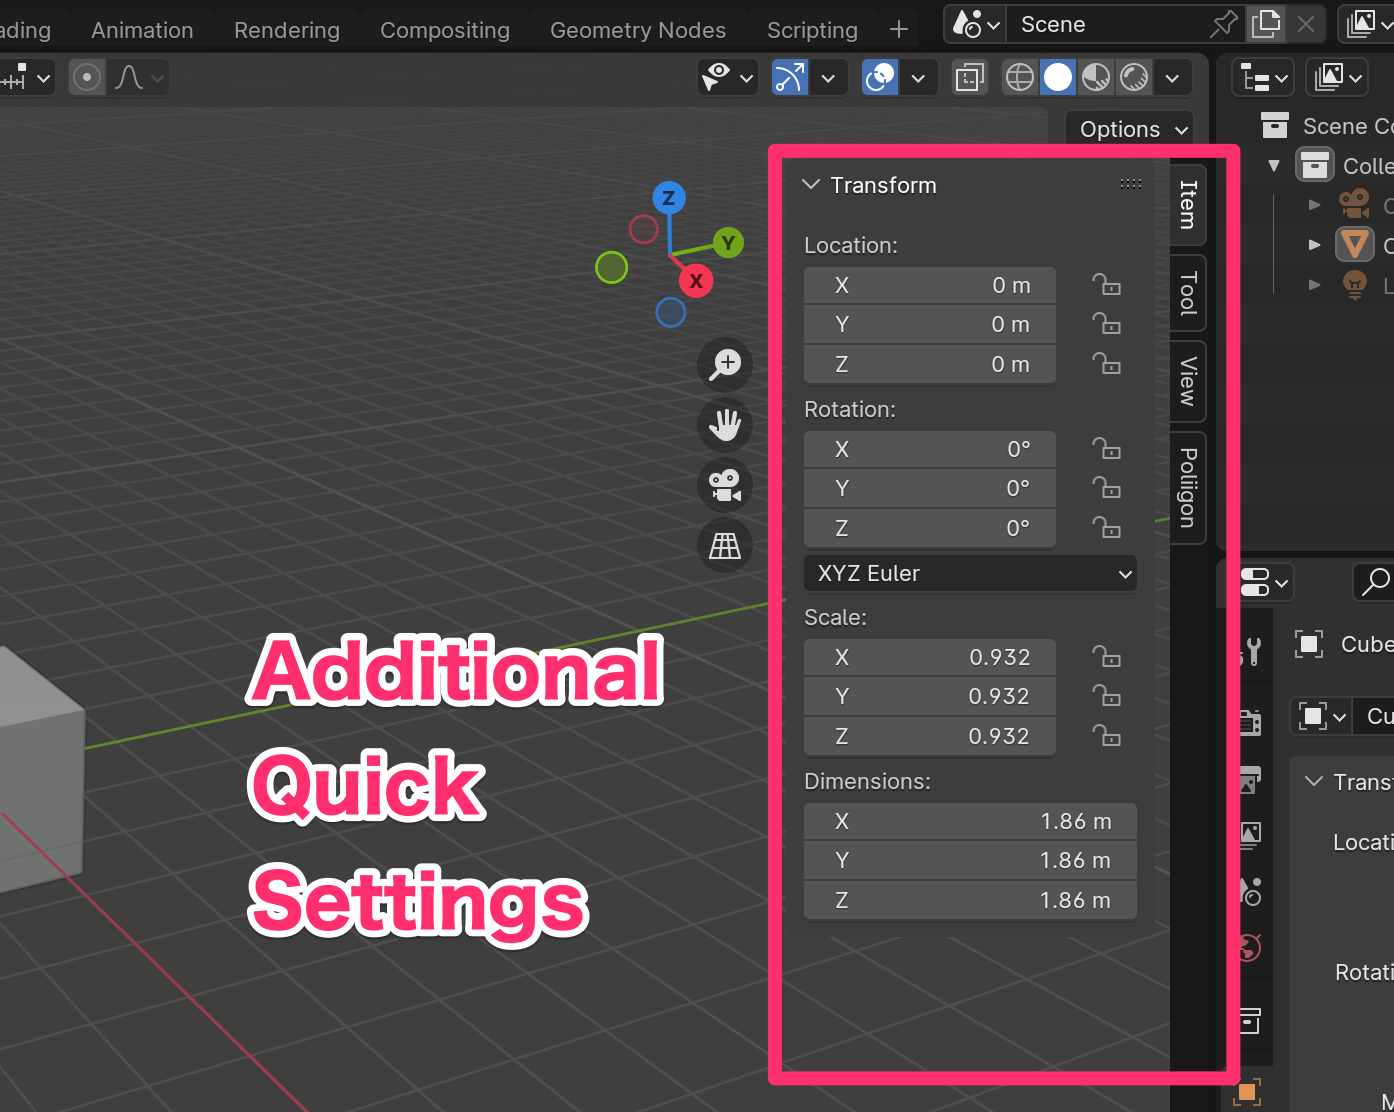 ading Animation Rendering Compositing Geometry Nodes Scripting + Scene
Options
Scene Co
Colle
C
C
L
Z
Y
X
Transform
Location:
X 0 m
Y 0 m
Z 0 m
Rotation:
X 0°
Y 0°
Z 0°
XYZ Euler
Scale:
X 0.932
Y 0.932
Z 0.932
Dimensions:
X 1.86 m
Y 1.86 m
Z 1.86 m
Item
Tool
View
Poliigon
Additional
Quick
Settings
Cube
Cu
Transf
Locati
Rotati
M